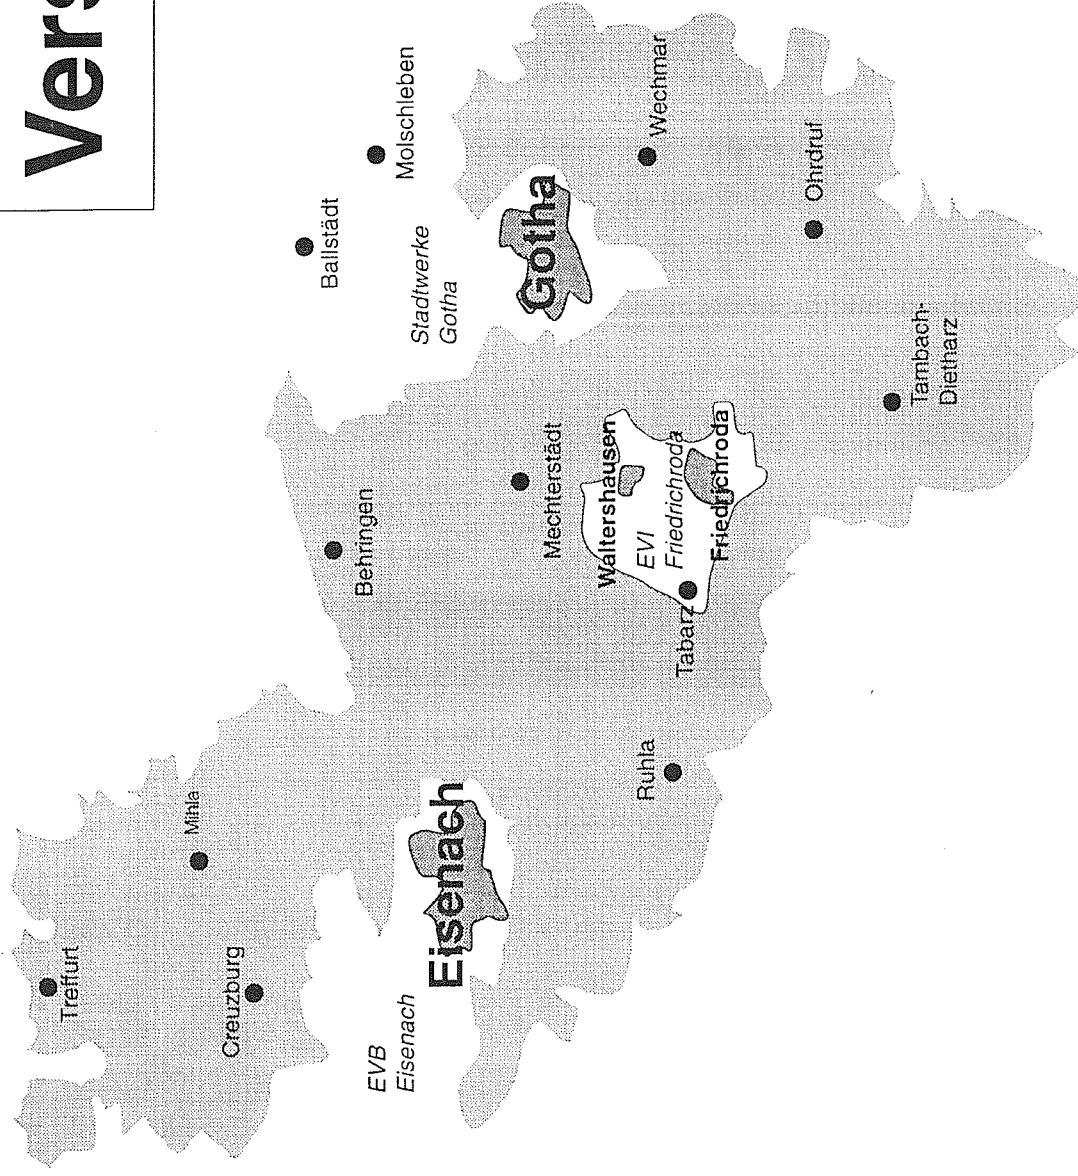 Vers
Treffurt
Mihla
Creuzburg
Ballstädt
Behringen
EVB
Eisenach
Molschleben
Stadtwerke
Gotha
Eisenach
Gotha
Mechterstädt
Waltershausen
EVI
Friedrichroda
Ruhla
Wechmar
Tabarz
Friedrichroda
Ohrdruf
Tambach-
Dietharz